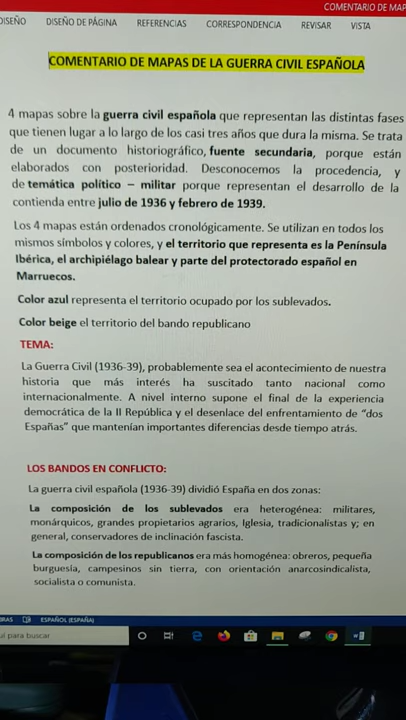 COMENTARIO DE MAP
DISEÑO DISEÑO DE PÁGINA REFERENCIAS CORRESPONDENCIA REVISAR VISTA
COMENTARIO DE MAPAS DE LA GUERRA CIVIL ESPAÑOLA
4 mapas sobre la guerra civil española que representan las distintas fases
que tienen lugar a lo largo de los casi tres años que dura la misma. Se trata
de un documento historiográfico, fuente secundaria, porque están
elaborados con posterioridad. Desconocemos la procedencia, y
de temática político – militar porque representan el desarrollo de la
contienda entre julio de 1936 y febrero de 1939.
Los 4 mapas están ordenados cronológicamente. Se utilizan en todos los
mismos símbolos y colores, y el territorio que representa es la Península
Ibérica, el archipiélago balear y parte del protectorado español en
Marruecos.
Color azul representa el territorio ocupado por los sublevados.
Color beige el territorio del bando republicano
TEMA:
La Guerra Civil (1936-39), probablemente sea el acontecimiento de nuestra
historia que más interés ha suscitado tanto nacional como
internacionalmente. A nivel interno supone el final de la experiencia
democrática de la II República y el desenlace del enfrentamiento de “dos
Españas” que mantenían importantes diferencias desde tiempo atrás.
LOS BANDOS EN CONFLICTO:
La guerra civil española (1936-39) dividió España en dos zonas:
La composición de los sublevados era heterogénea: militares,
monárquicos, grandes propietarios agrarios, Iglesia, tradicionalistas y; en
general, conservadores de inclinación fascista.
La composición de los republicanos era más homogénea: obreros, pequeña
burguesía, campesinos sin tierra, con orientación anarcosindicalista,
socialista o comunista.
ESPAÑOL (ESPAÑA)
para buscar